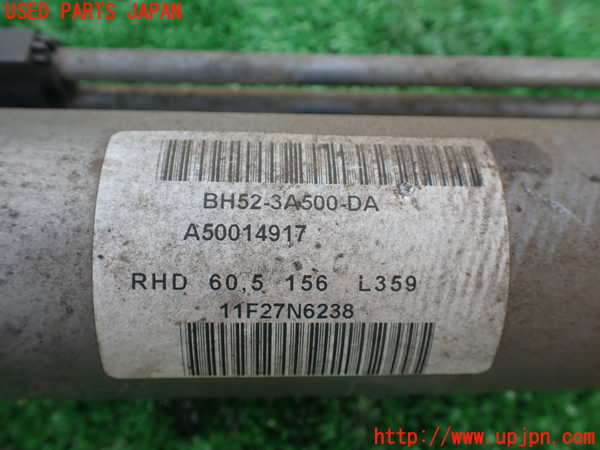 USED PARTS JAPAN
BH52-3A500-DA
A50014917
RHD 60,5 156 L359
11F27N6238
http://www.upjpn.com/